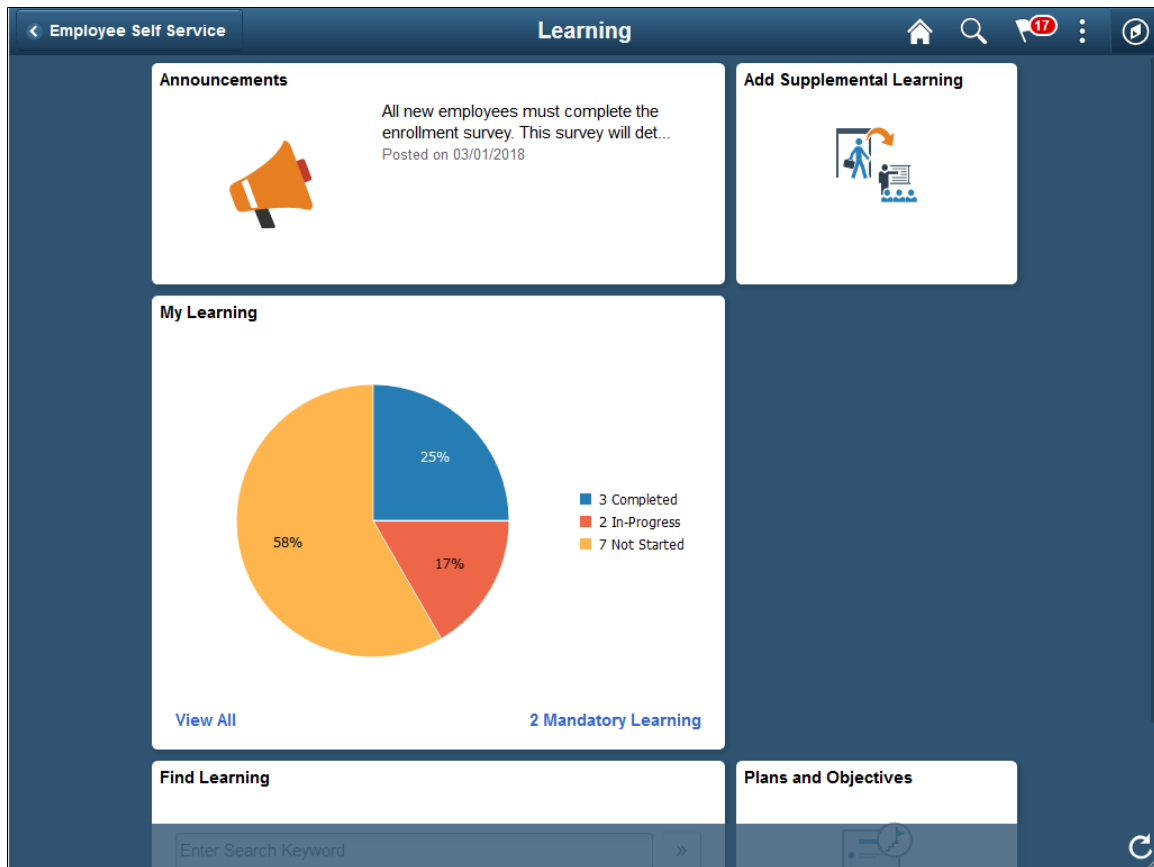 Employee Self Service
Learning
17
Announcements
All new employees must complete the
enrollment survey. This survey will det...
Posted on 03/01/2018
Add Supplemental Learning
My Learning
25%
58%
17%
3 Completed
2 In-Progress
7 Not Started
View All
2 Mandatory Learning
Find Learning
Enter Search Keyword
»
Plans and Objectives